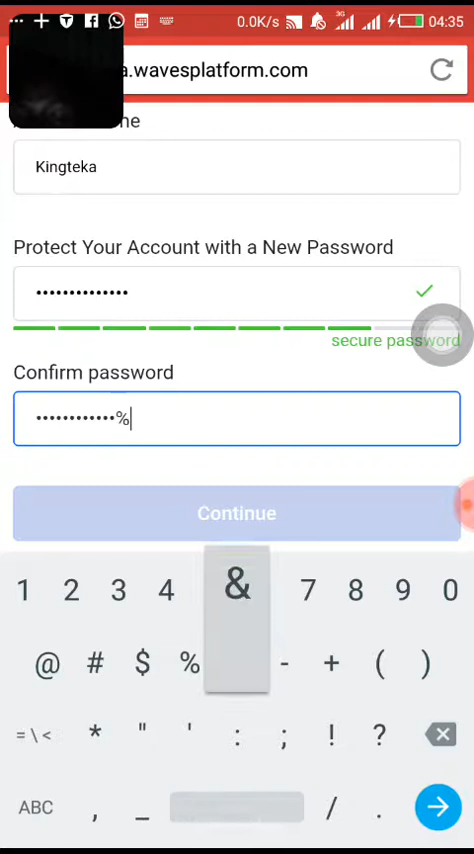 0.0K/s 3G 04:35
a.wavesplatform.com
ne
Kingteka
Protect Your Account with a New Password
••••••••••••••
secure password
Confirm password
••••••••••••%
Continue
1 2 3 4 & 7 8 9 0
@ # $ % - + ( )
= \ < * " ' : ; ! ?
ABC , _ / .